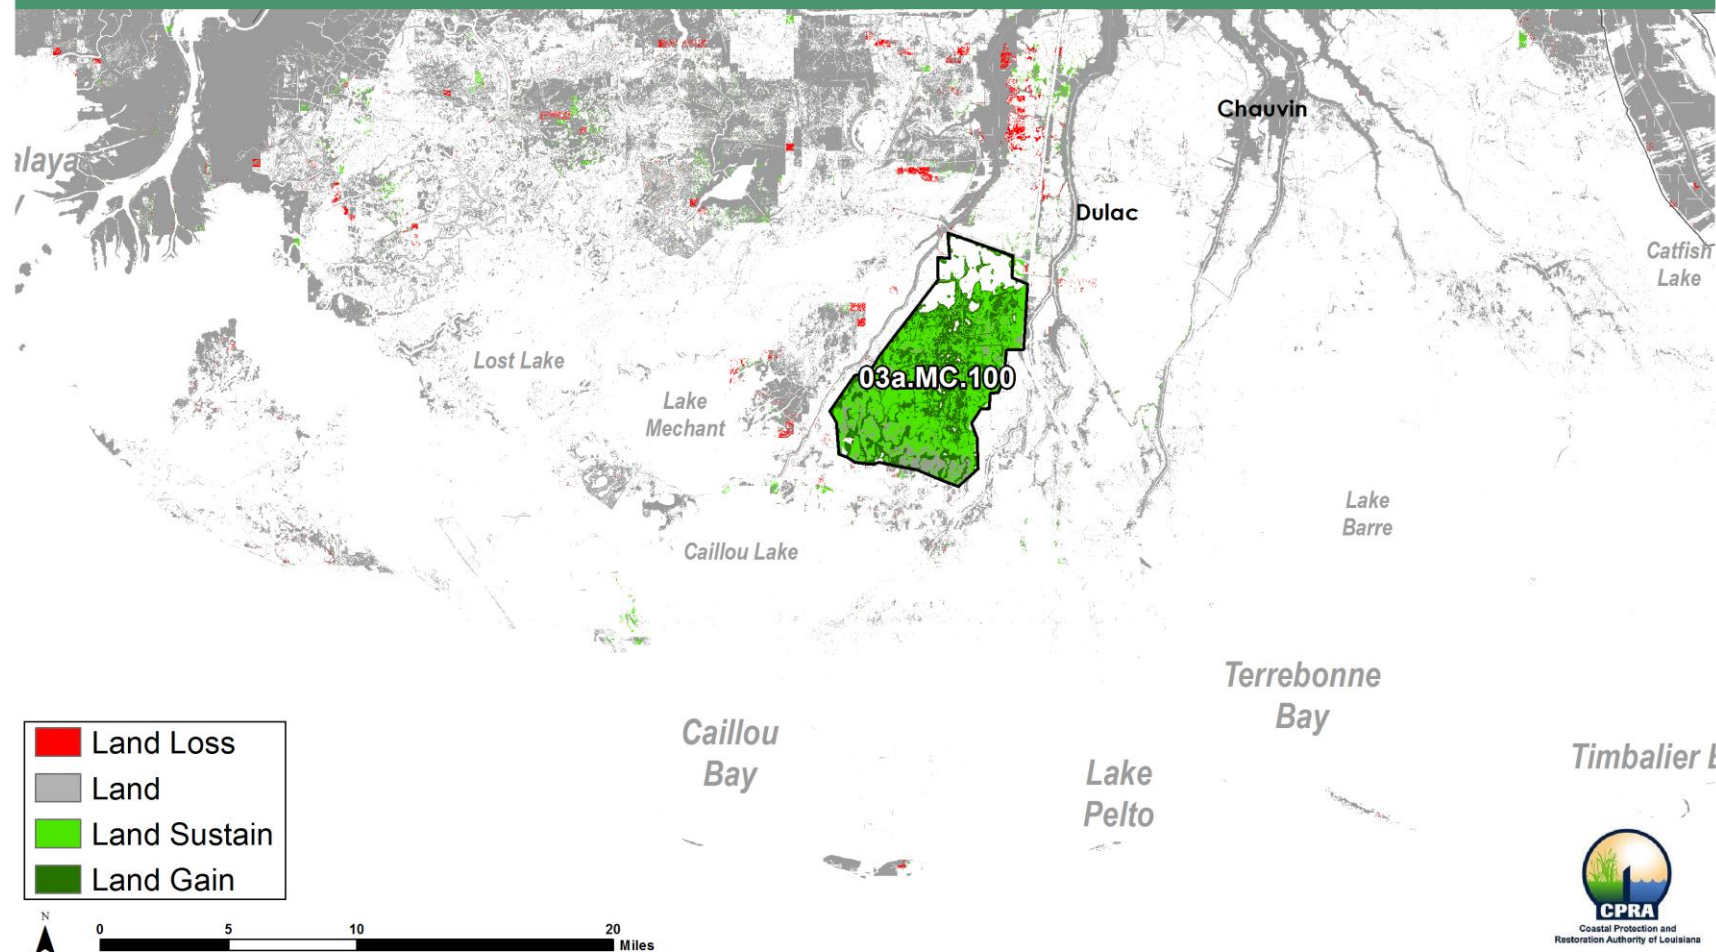 Chauvin
alaya
Dulac
Catfish
Lake
Lost Lake
03a.MC.100
Lake
Mechant
Lake
Barre
Caillou Lake
Terrebonne
Bay
Caillou
Bay
Timbalier
Lake
Pelto
Land Loss
Land
Land Sustain
Land Gain
N
0 5 10 20
Miles
CPRA
Coastal Protection and
Restoration Authority of Louisiana